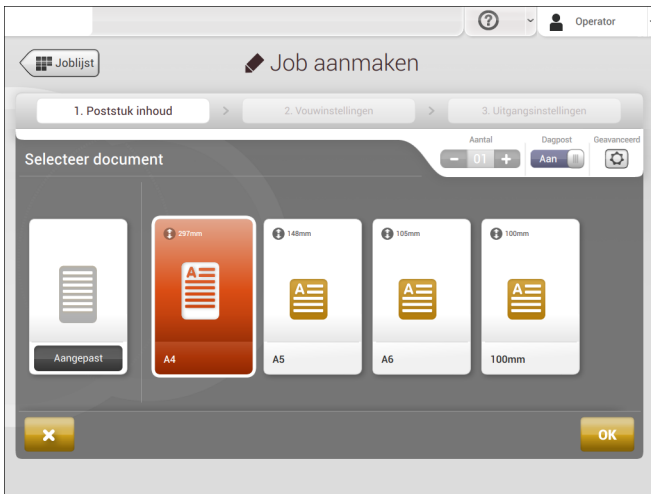 Operator
Joblijst
Job aanmaken
1. Poststuk inhoud > 2. Vouwinstellingen > 3. Uitgangsinstellingen
Aantal Dagpost Geavanceerd
Selecteer document
− 01 + Aan
297mm 148mm 105mm 100mm
Aangepast A4 A5 A6 100mm
OK